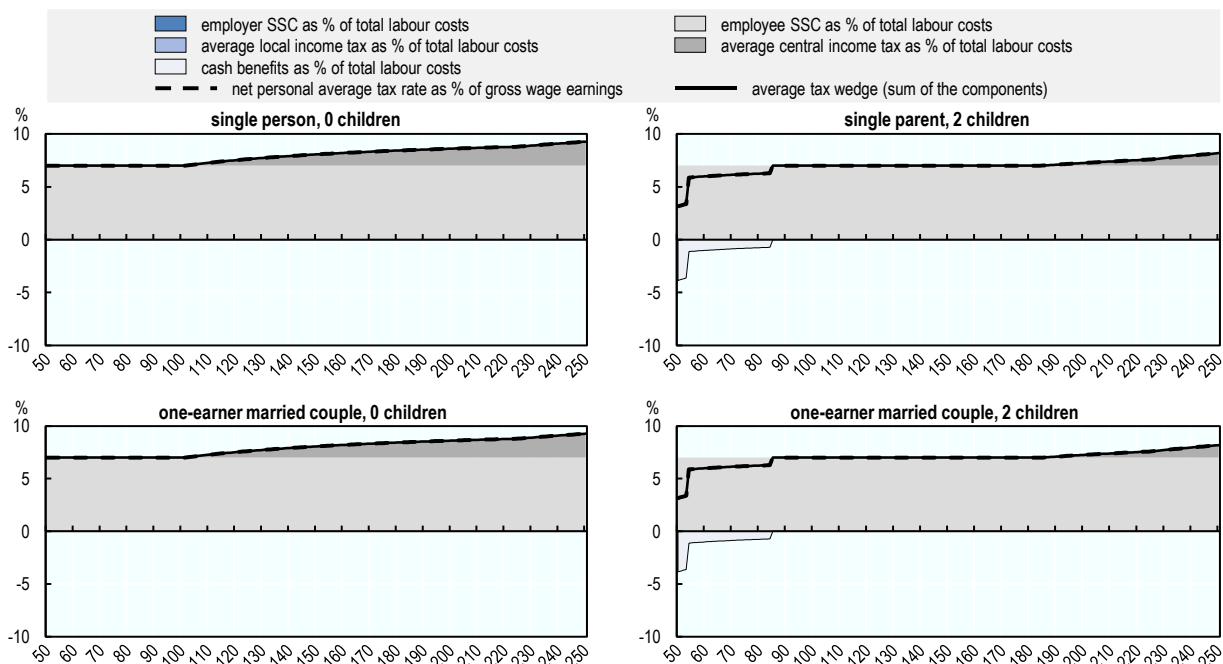 employer SSC as % of total labour costs
employee SSC as % of total labour costs
average local income tax as % of total labour costs
average central income tax as % of total labour costs
cash benefits as % of total labour costs
net personal average tax rate as % of gross wage earnings
average tax wedge (sum of the components)
%
single person, 0 children
10
5
0
-5
-10
50 60 70 80 90 100 110 120 130 140 150 160 170 180 190 200 210 220 230 240 250
%
single parent, 2 children
10
5
0
-5
-10
50 60 70 80 90 100 110 120 130 140 150 160 170 180 190 200 210 220 230 240 250
%
one-earner married couple, 0 children
10
5
0
-5
-10
50 60 70 80 90 100 110 120 130 140 150 160 170 180 190 200 210 220 230 240 250
%
one-earner married couple, 2 children
10
5
0
-5
-10
50 60 70 80 90 100 110 120 130 140 150 160 170 180 190 200 210 220 230 240 250